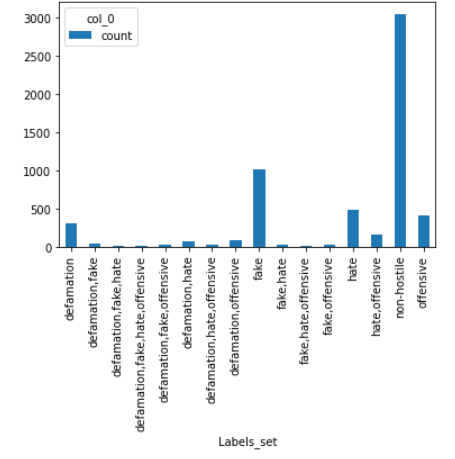 col_0
count
3000
2500
2000
1500
1000
500
0
defamation
defamation,fake
defamation,fake,hate
defamation,fake,hate,offensive
defamation,fake,offensive
defamation,hate
defamation,hate,offensive
defamation,offensive
fake
fake,hate
fake,hate,offensive
fake,offensive
hate
hate,offensive
non-hostile
offensive
Labels_set